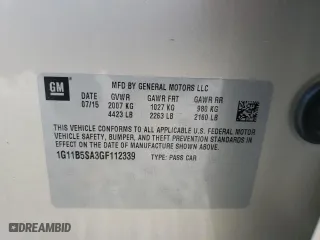 GM
MFD BY GENERAL MOTORS LLC
DATE GVWR GAWR FRT GAWR RR
07/15 2007 KG 1027 KG 980 KG
4423 LB 2263 LB 2160 LB
THIS VEHICLE CONFORMS TO ALL APPLICABLE U.S. FEDERAL MOTOR
VEHICLE SAFETY, BUMPER, AND THEFT PREVENTION STANDARDS IN
EFFECT ON THE DATE OF MANUFACTURE SHOWN ABOVE.
1G11B5SA3GF112339 TYPE: PASS CAR
AUTOBIDMASTER